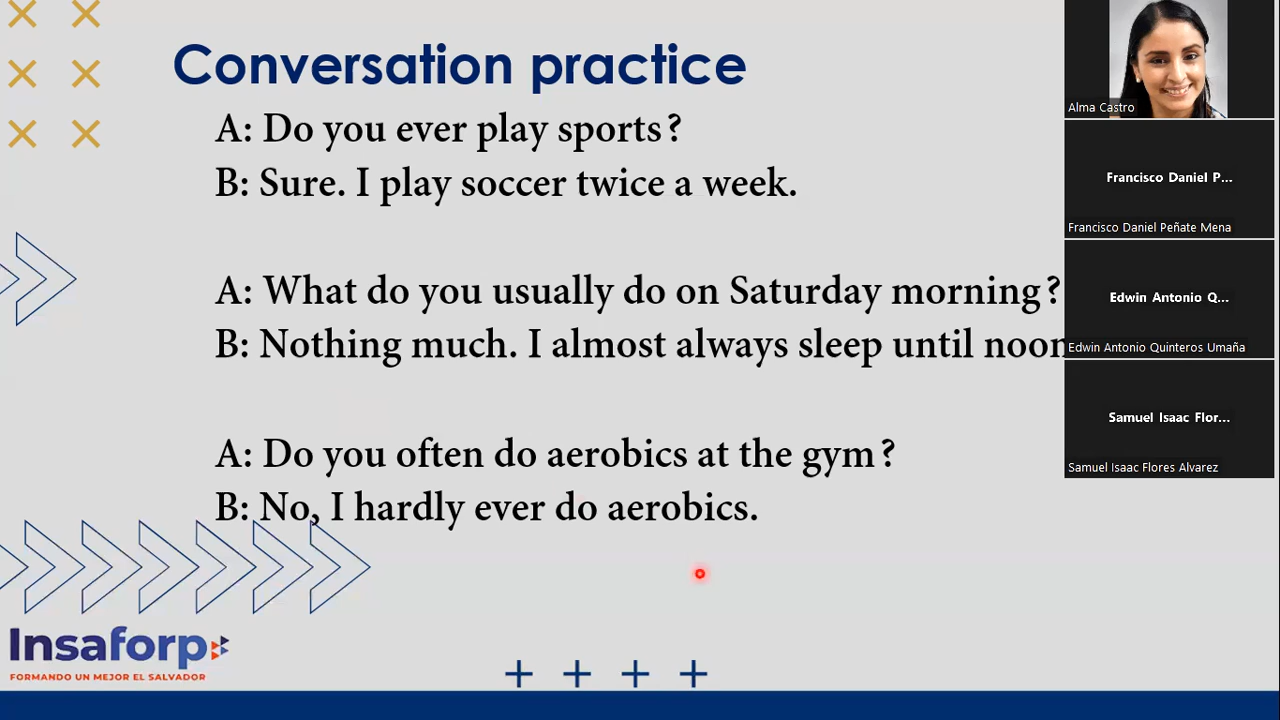 Conversation practice
A: Do you ever play sports?
B: Sure. I play soccer twice a week.
A: What do you usually do on Saturday morning?
B: Nothing much. I almost always sleep until noon
A: Do you often do aerobics at the gym?
B: No, I hardly ever do aerobics.
Insaforp
FORMANDO UN MEJOR EL SALVADOR
Alma Castro
Francisco Daniel P...
Francisco Daniel Peñate Mena
Edwin Antonio Q...
Edwin Antonio Quinteros Umaña
Samuel Isaac Flor...
Samuel Isaac Flores Alvarez